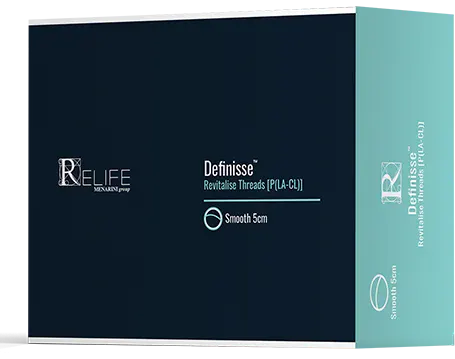 RELIFE
MENARINI group
Definisse™
Revitalise Threads [P(LA-CL)]
Smooth 5cm
R
Definisse™
Revitalise Threads [P(LA-CL)]
Smooth 5cm